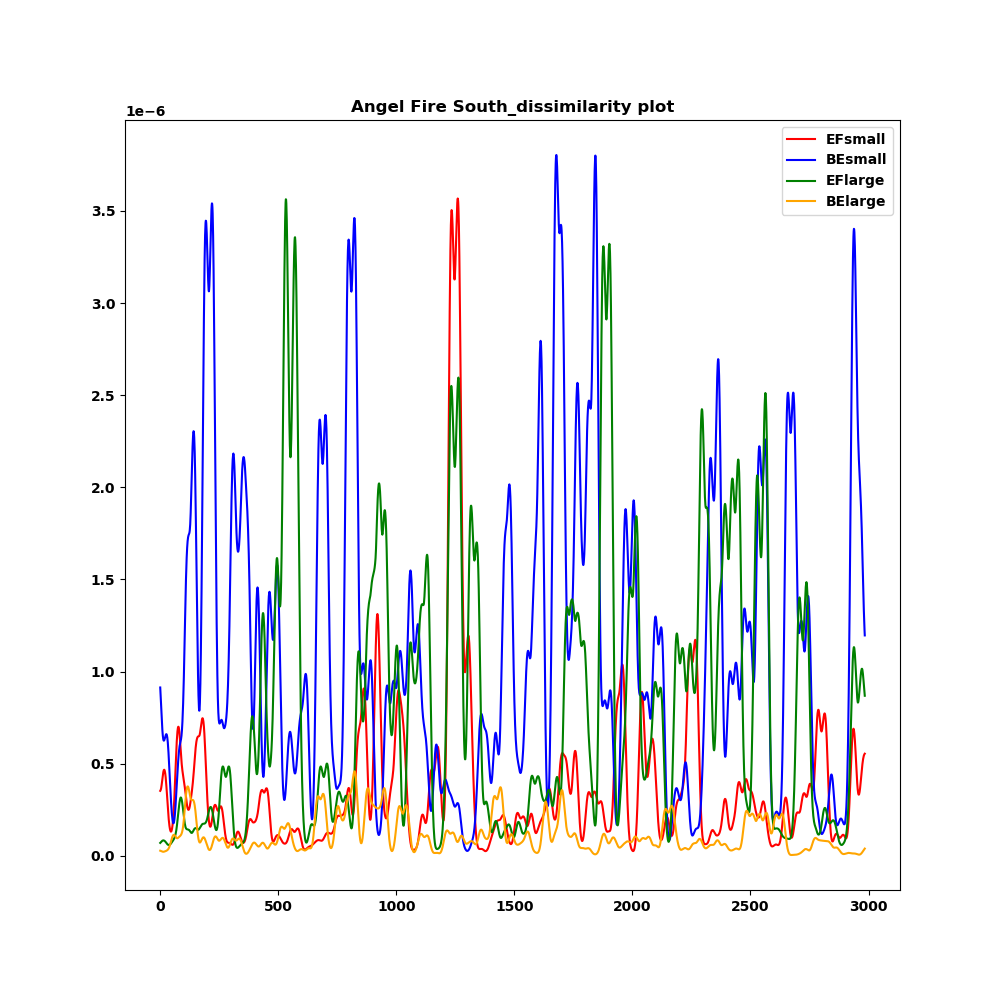 Angel Fire South_dissimilarity plot
1e−6
EFsmall
BEsmall
EFlarge
BElarge
3.5
3.0
2.5
2.0
1.5
1.0
0.5
0.0
0 500 1000 1500 2000 2500 3000